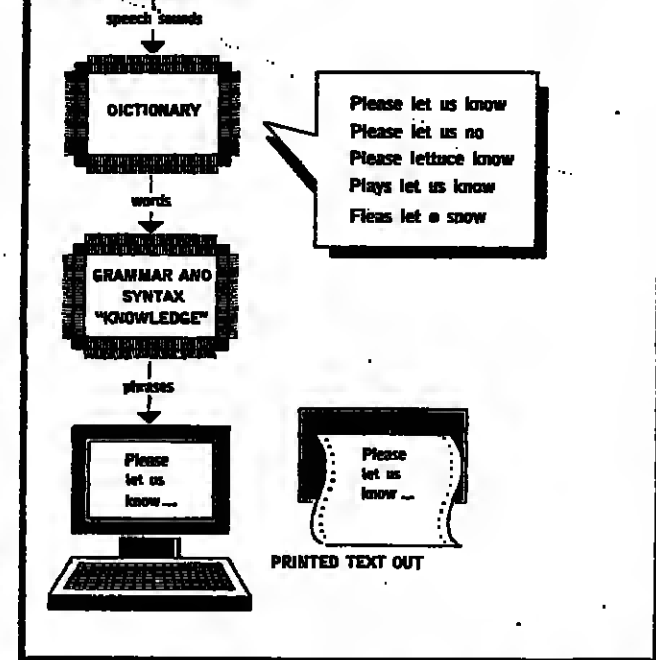 speech sounds
DICTIONARY
Please let us know
Please let us no
Please lettuce know
Plays let us know
Fleas let a snow
words
GRAMMAR AND
SYNTAX
"KNOWLEDGE"
phrases
Please
let us
know ...
Please
let us
know ...
PRINTED TEXT OUT